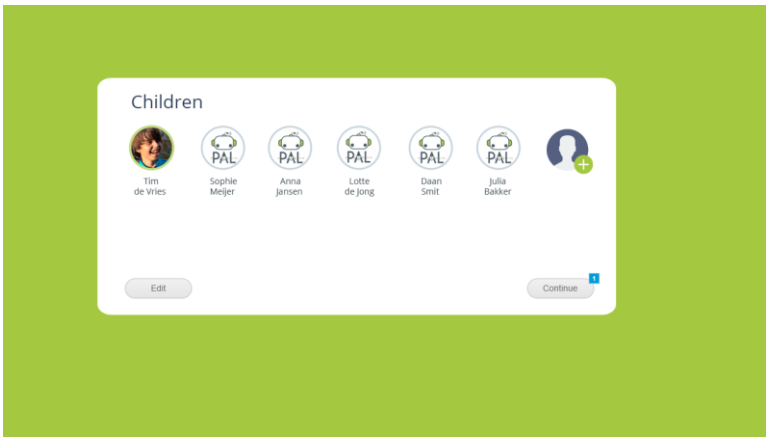 Children
PAL PAL PAL PAL PAL
Tim Sophie Anna Lotte Daan Julia
de Vries Meijer Jansen de Jong Smit Bakker
Edit Continue 1